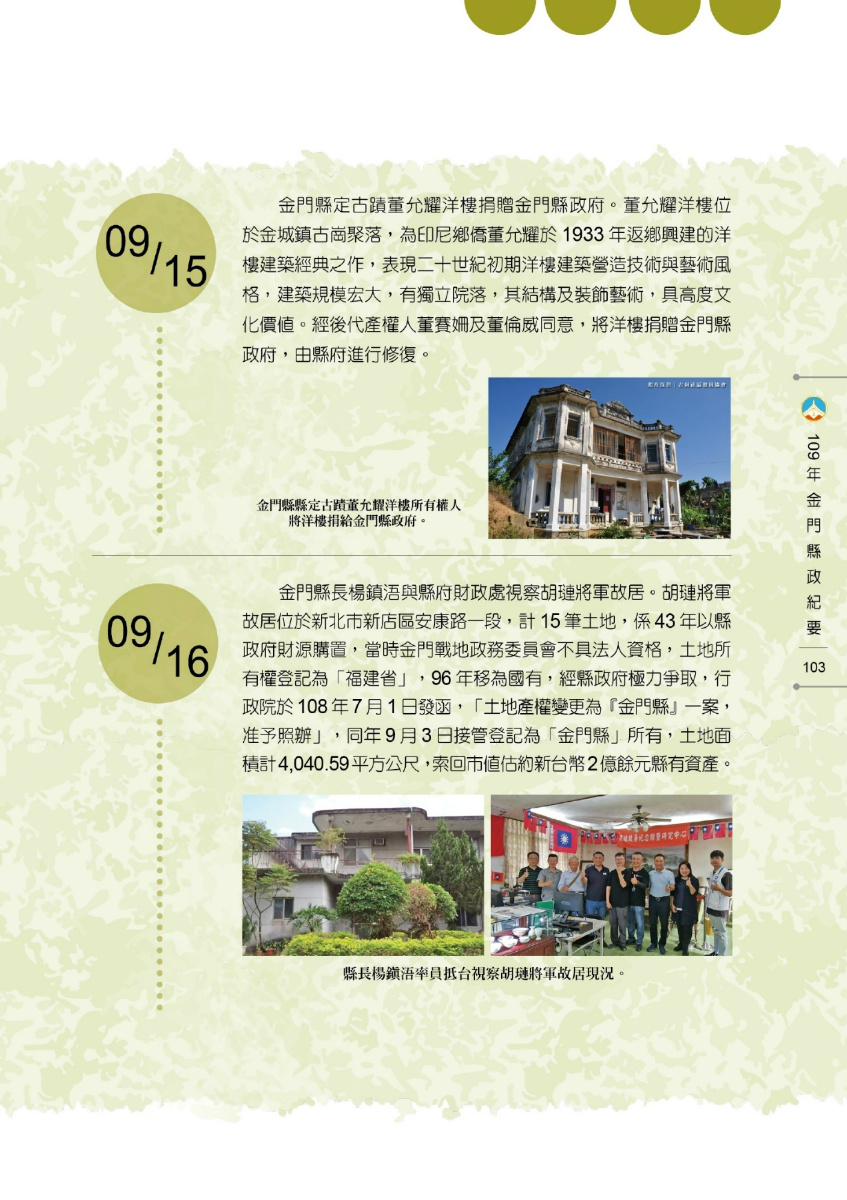 09/15
金門縣定古蹟董允耀洋樓捐贈金門縣政府。董允耀洋樓位
於金城鎮古崗聚落，為印尼鄉僑董允耀於 1933 年返鄉興建的洋
樓建築經典之作，表現二十世紀初期洋樓建築營造技術與藝術風
格，建築規模宏大，有獨立院落，其結構及裝飾藝術，具高度文
化價值。經後代產權人董賽姍及董倫威同意，將洋樓捐贈金門縣
政府，由縣府進行修復。
金門縣縣定古蹟董允耀洋樓所有權人
將洋樓捐給金門縣政府。
09/16
金門縣長楊鎮浯與縣府財政處視察胡璉將軍故居。胡璉將軍
故居位於新北市新店區安康路一段，計 15 筆土地，係 43 年以縣
政府財源購置，當時金門戰地政務委員會不具法人資格，土地所
有權登記為「福建省」，96 年移為國有，經縣政府極力爭取，行
政院於 108 年 7 月 1 日發函，「土地產權變更為『金門縣』一案，
准予照辦」，同年 9 月 3 日接管登記為「金門縣」所有，土地面
積計 4,040.59 平方公尺，索回市值估約新台幣 2 億餘元縣有資產。
縣長楊鎮浯率員抵台視察胡璉將軍故居現況。
109年金門縣政紀要
103